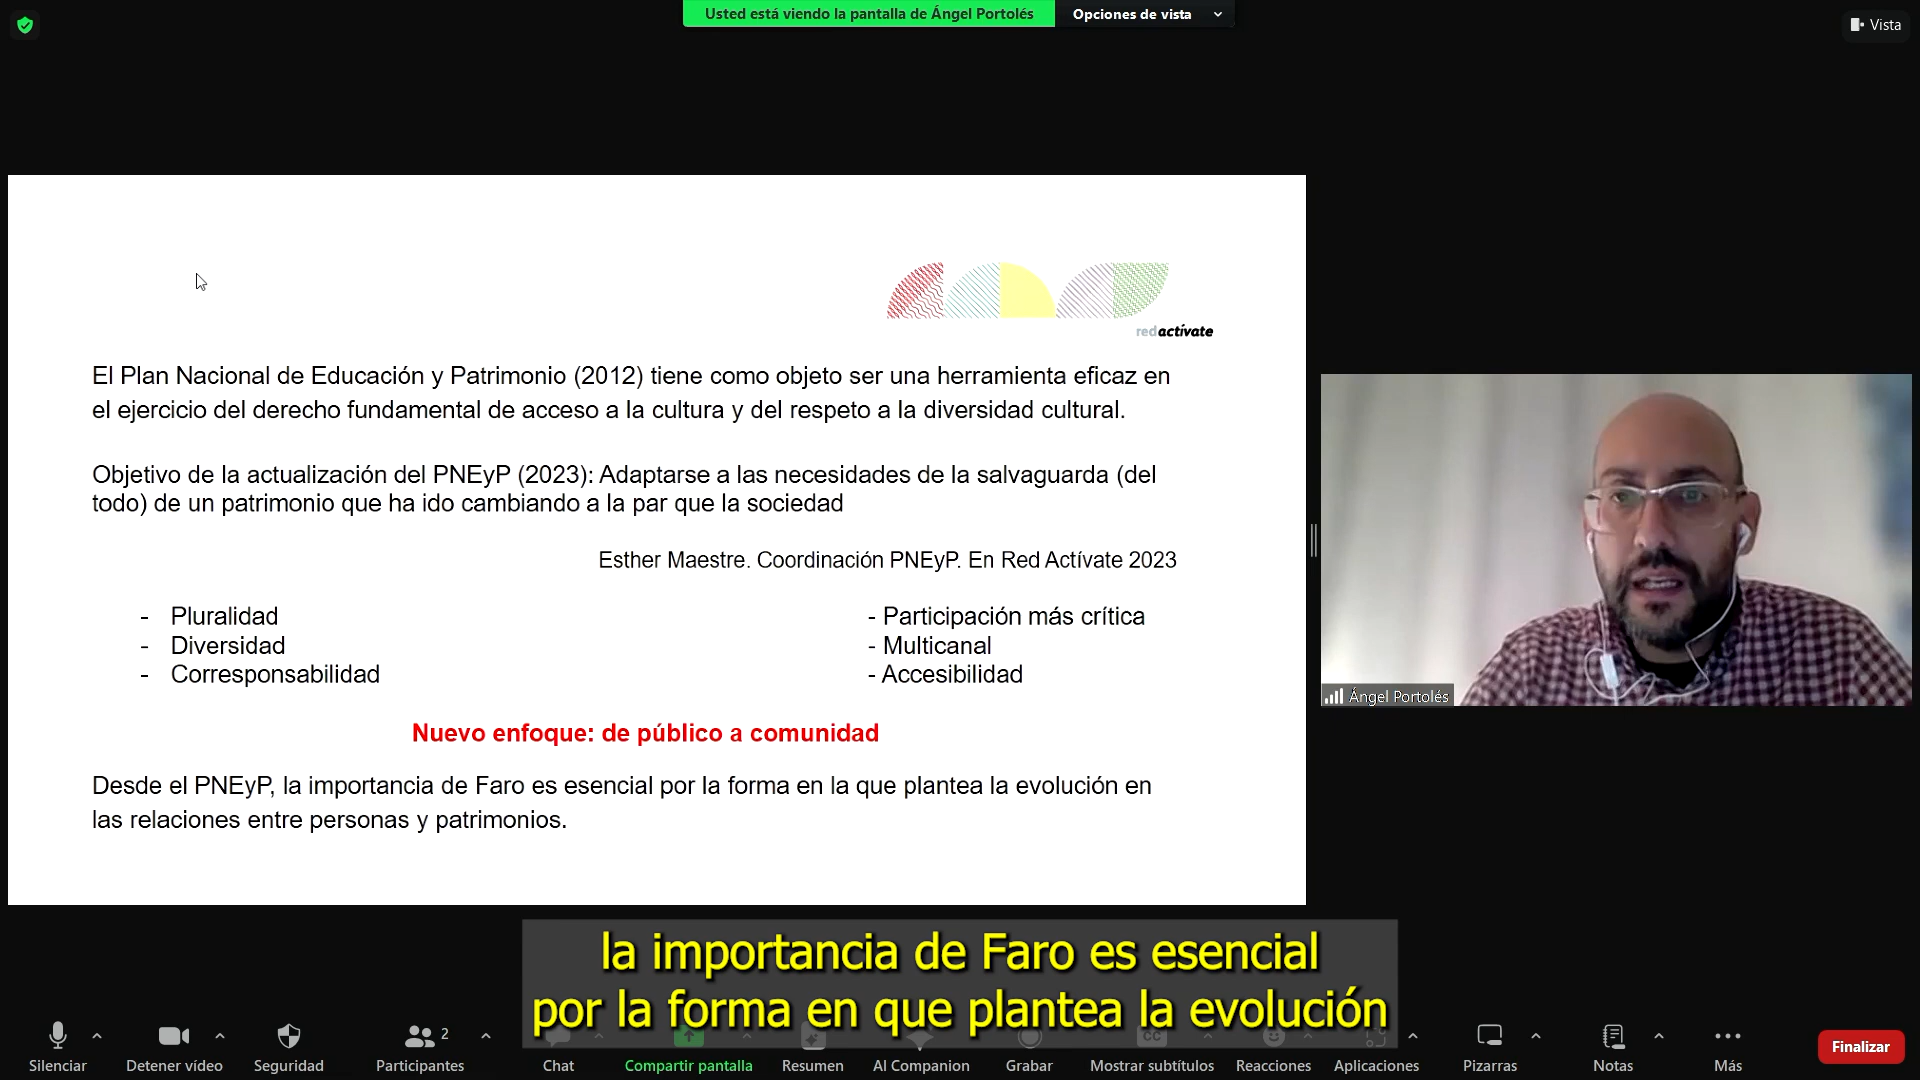 Usted está viendo la pantalla de Ángel Portolés
Opciones de vista
Vista
redactívate
El Plan Nacional de Educación y Patrimonio (2012) tiene como objeto ser una herramienta eficaz en
el ejercicio del derecho fundamental de acceso a la cultura y del respeto a la diversidad cultural.
Objetivo de la actualización del PNEyP (2023): Adaptarse a las necesidades de la salvaguarda (del
todo) de un patrimonio que ha ido cambiando a la par que la sociedad
Esther Maestre. Coordinación PNEyP. En Red Actívate 2023
- Pluralidad
- Diversidad
- Corresponsabilidad
- Participación más crítica
- Multicanal
- Accesibilidad
Nuevo enfoque: de público a comunidad
Desde el PNEyP, la importancia de Faro es esencial por la forma en la que plantea la evolución en
las relaciones entre personas y patrimonios.
Ángel Portolés
la importancia de Faro es esencial
por la forma en que plantea la evolución
Silenciar
Detener vídeo
Seguridad
Participantes
2
Chat
Compartir pantalla
Resumen
AI Companion
Grabar
CC
Mostrar subtítulos
Reacciones
Aplicaciones
Pizarras
Notas
Más
Finalizar